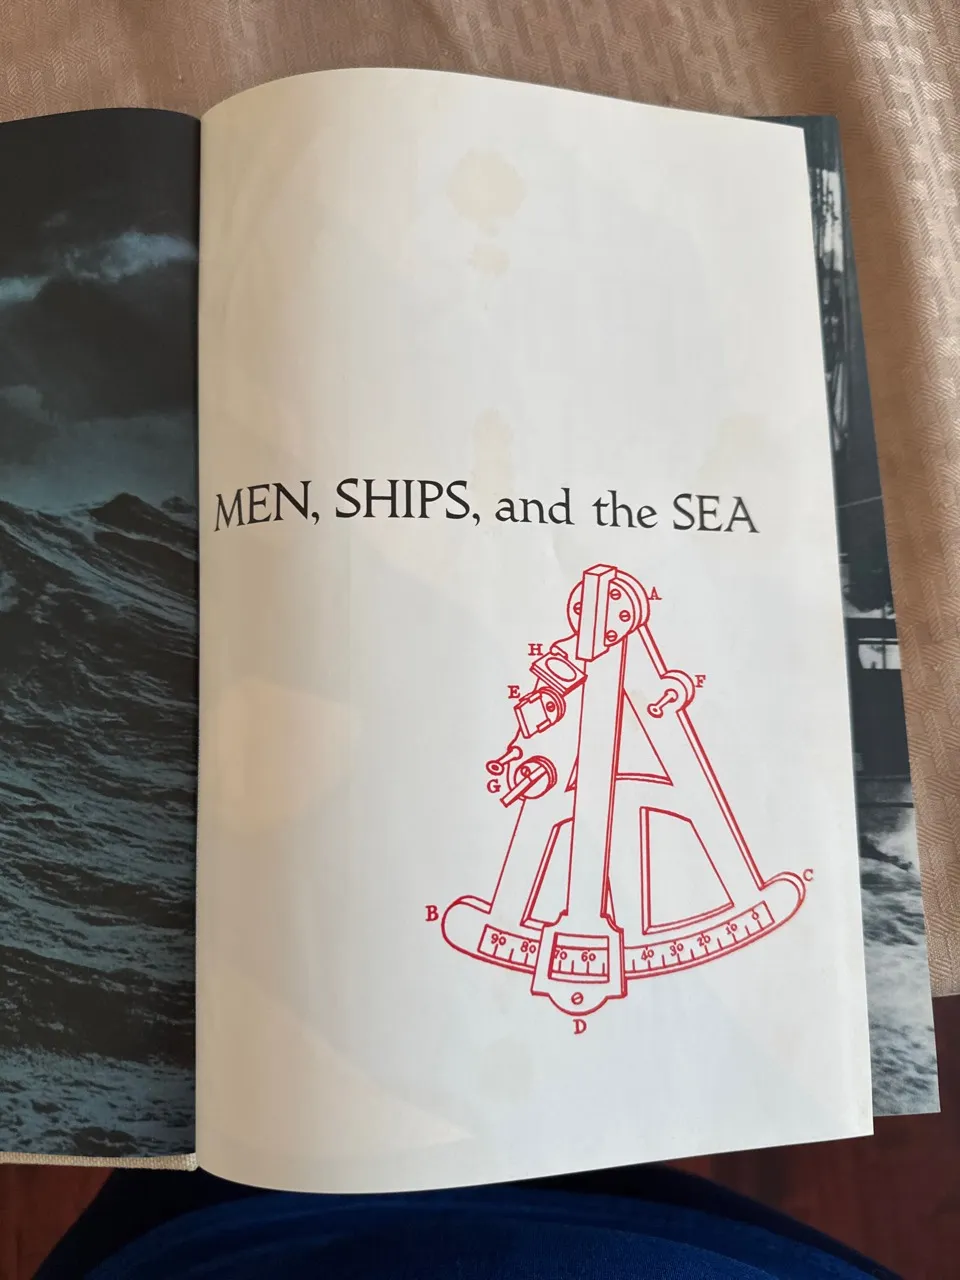 MEN, SHIPS, and the SEA
A
H
F
E
G
C
B
90 80 70 60 40 30 20 10 0
D